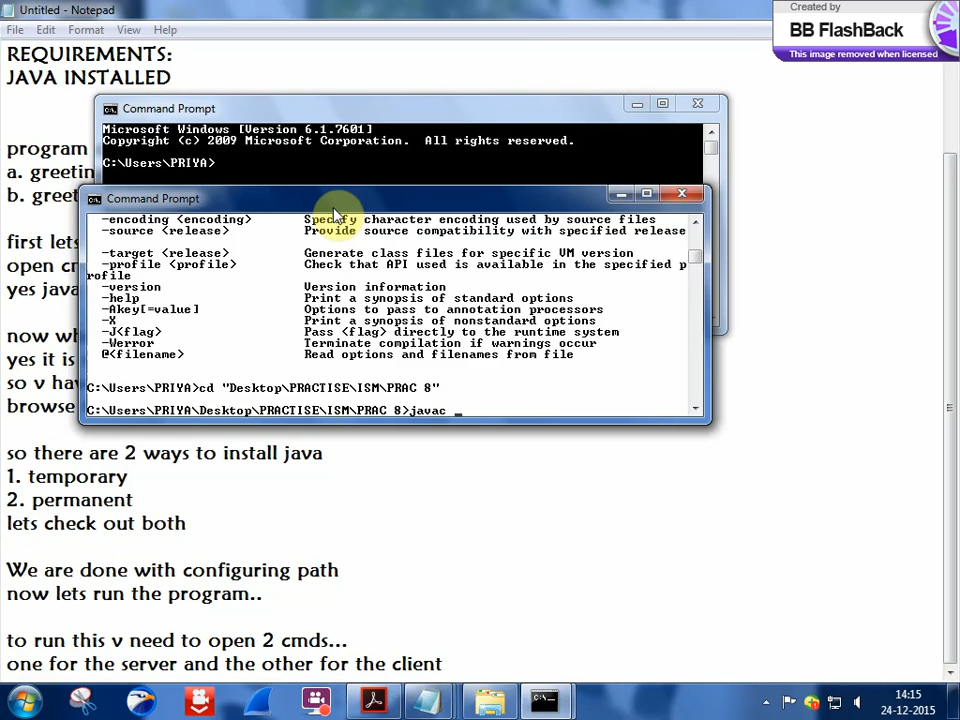 Untitled - Notepad
File Edit Format View Help
Created by
BB FlashBack
This image removed when licensed
REQUIREMENTS:
JAVA INSTALLED
program
a. greetin
b. greet
first lets
open cm
yes java
now wh
yes it is
so v hav
browse
Command Prompt
Microsoft Windows [Version 6.1.7601]
Copyright (c) 2009 Microsoft Corporation. All rights reserved.
C:\Users\PRIYA>
Command Prompt
-encoding <encoding> Specify character encoding used by source files
-source <release> Provide source compatibility with specified release
-target <release> Generate class files for specific VM version
-profile <profile> Check that API used is available in the specified p
rofile
-version Version information
-help Print a synopsis of standard options
-Akey[=value] Options to pass to annotation processors
-X Print a synopsis of nonstandard options
-J<flag> Pass <flag> directly to the runtime system
-Werror Terminate compilation if warnings occur
@<filename> Read options and filenames from file
C:\Users\PRIYA>cd "Desktop\PRACTISE\ISM\PRAC 8"
C:\Users\PRIYA\Desktop\PRACTISE\ISM\PRAC 8>javac _
so there are 2 ways to install java
1. temporary
2. permanent
lets check out both
We are done with configuring path
now lets run the program..
to run this v need to open 2 cmds...
one for the server and the other for the client
14:15
24-12-2015